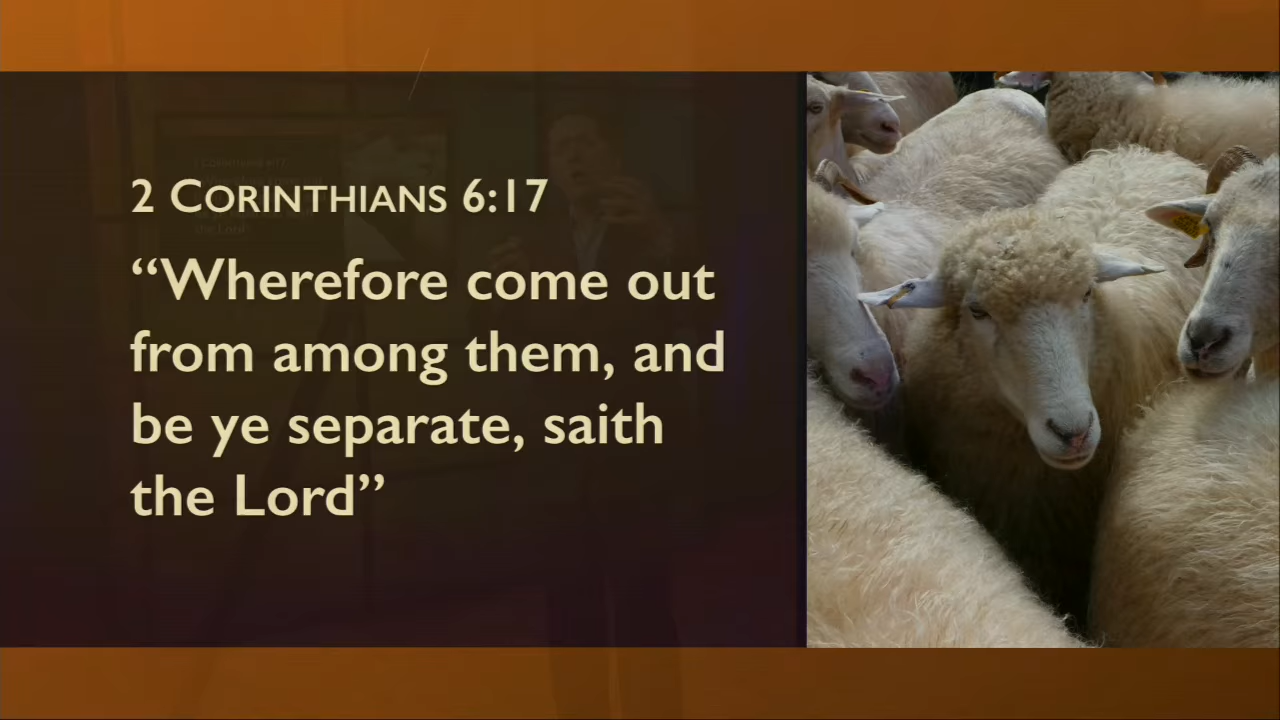 2 CORINTHIANS 6:17
“Wherefore come out
from among them, and
be ye separate, saith
the Lord”